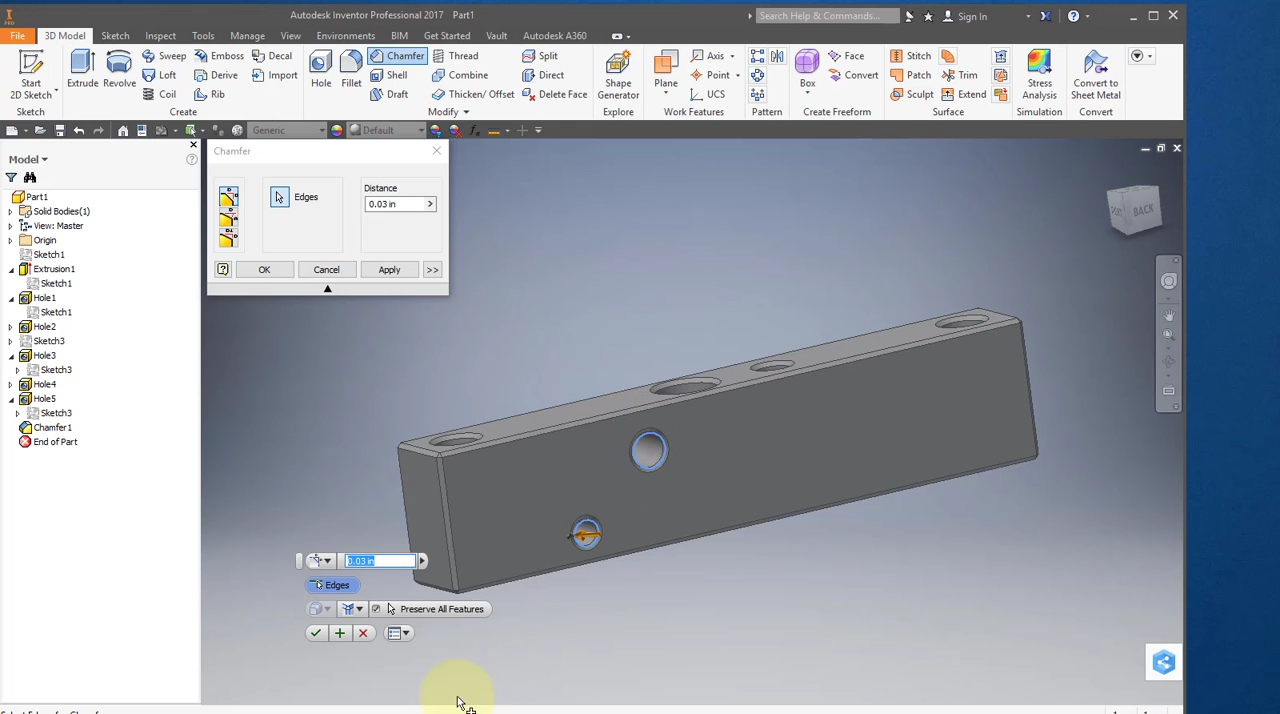 PRO
Autodesk Inventor Professional 2017 Part1
Search Help & Commands...
Sign In
File 3D Model Sketch Inspect Tools Manage View Environments BIM Get Started Vault Autodesk A360
Start
2D Sketch
Sketch
Extrude
Revolve
Sweep
Loft
Coil
Emboss
Derive
Rib
Decal
Import
Create
Hole
Fillet
Chamfer
Shell
Draft
Thread
Combine
Thicken/ Offset
Split
Direct
Delete Face
Modify
Shape
Generator
Explore
Plane
Axis
Point
UCS
Work Features
Pattern
Box
Face
Convert
Create Freeform
Stitch
Patch
Sculpt
Trim
Extend
Surface
Stress
Analysis
Simulation
Convert to
Sheet Metal
Convert
Generic
Default
Model
Part1
Solid Bodies(1)
View: Master
Origin
Sketch1
Extrusion1
Sketch1
Hole1
Sketch1
Hole2
Sketch3
Hole3
Sketch3
Hole4
Hole5
Sketch3
Chamfer1
End of Part
Chamfer
Edges
Distance
0.03 in
OK Cancel Apply >>
BACK
0.03 in
Edges
Preserve All Features